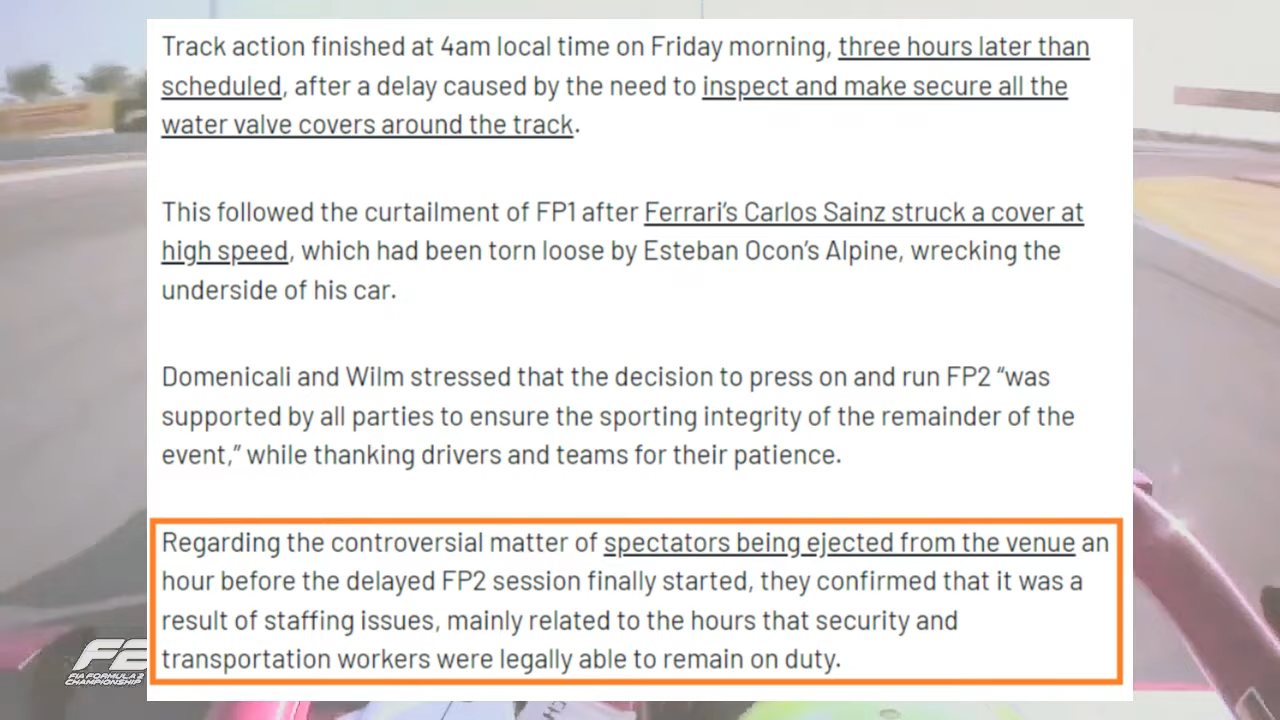 Track action finished at 4am local time on Friday morning, three hours later than
scheduled, after a delay caused by the need to inspect and make secure all the
water valve covers around the track.
This followed the curtailment of FP1 after Ferrari's Carlos Sainz struck a cover at
high speed, which had been torn loose by Esteban Ocon's Alpine, wrecking the
underside of his car.
Domenicali and Wilm stressed that the decision to press on and run FP2 “was
supported by all parties to ensure the sporting integrity of the remainder of the
event,” while thanking drivers and teams for their patience.
Regarding the controversial matter of spectators being ejected from the venue an
hour before the delayed FP2 session finally started, they confirmed that it was a
result of staffing issues, mainly related to the hours that security and
transportation workers were legally able to remain on duty.
F2
FIA FORMULA 2
CHAMPIONSHIP